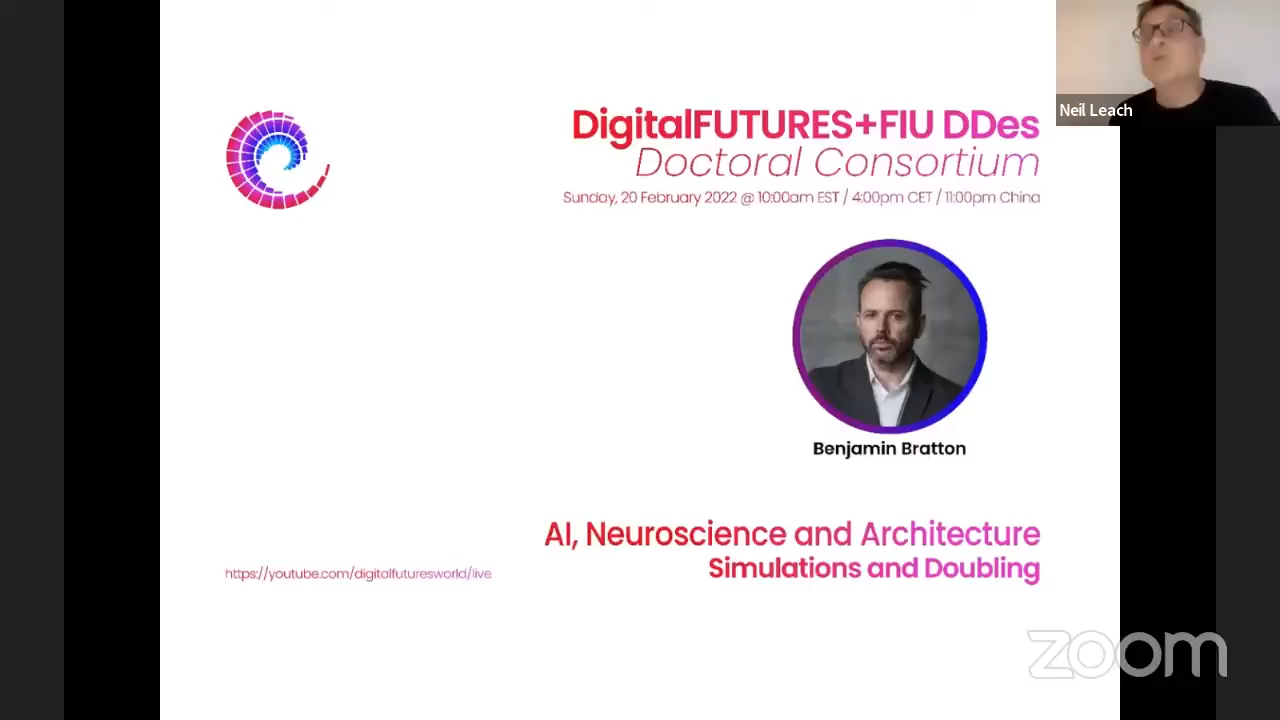 DigitalFUTURES+FIU DDes
Doctoral Consortium
Sunday, 20 February 2022 @ 10:00am EST / 4:00pm CET / 11:00pm China
Neil Leach
Benjamin Bratton
AI, Neuroscience and Architecture
Simulations and Doubling
https://youtube.com/digitalfuturesworld/live
zoom